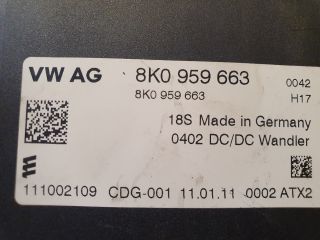 VW AG 8K0 959 663 0042
8K0 959 663 H17
18S Made in Germany
0402 DC/DC Wandler
111002109 CDG-001 11.01.11 0002 ATX2